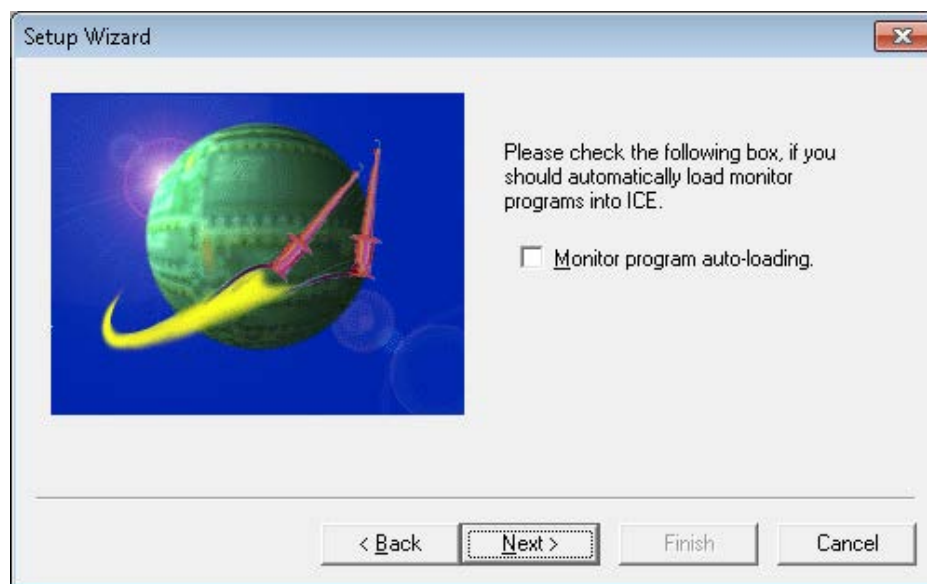 Setup Wizard
Please check the following box, if you
should automatically load monitor
programs into ICE.
Monitor program auto-loading.
< Back
Next >
Finish
Cancel